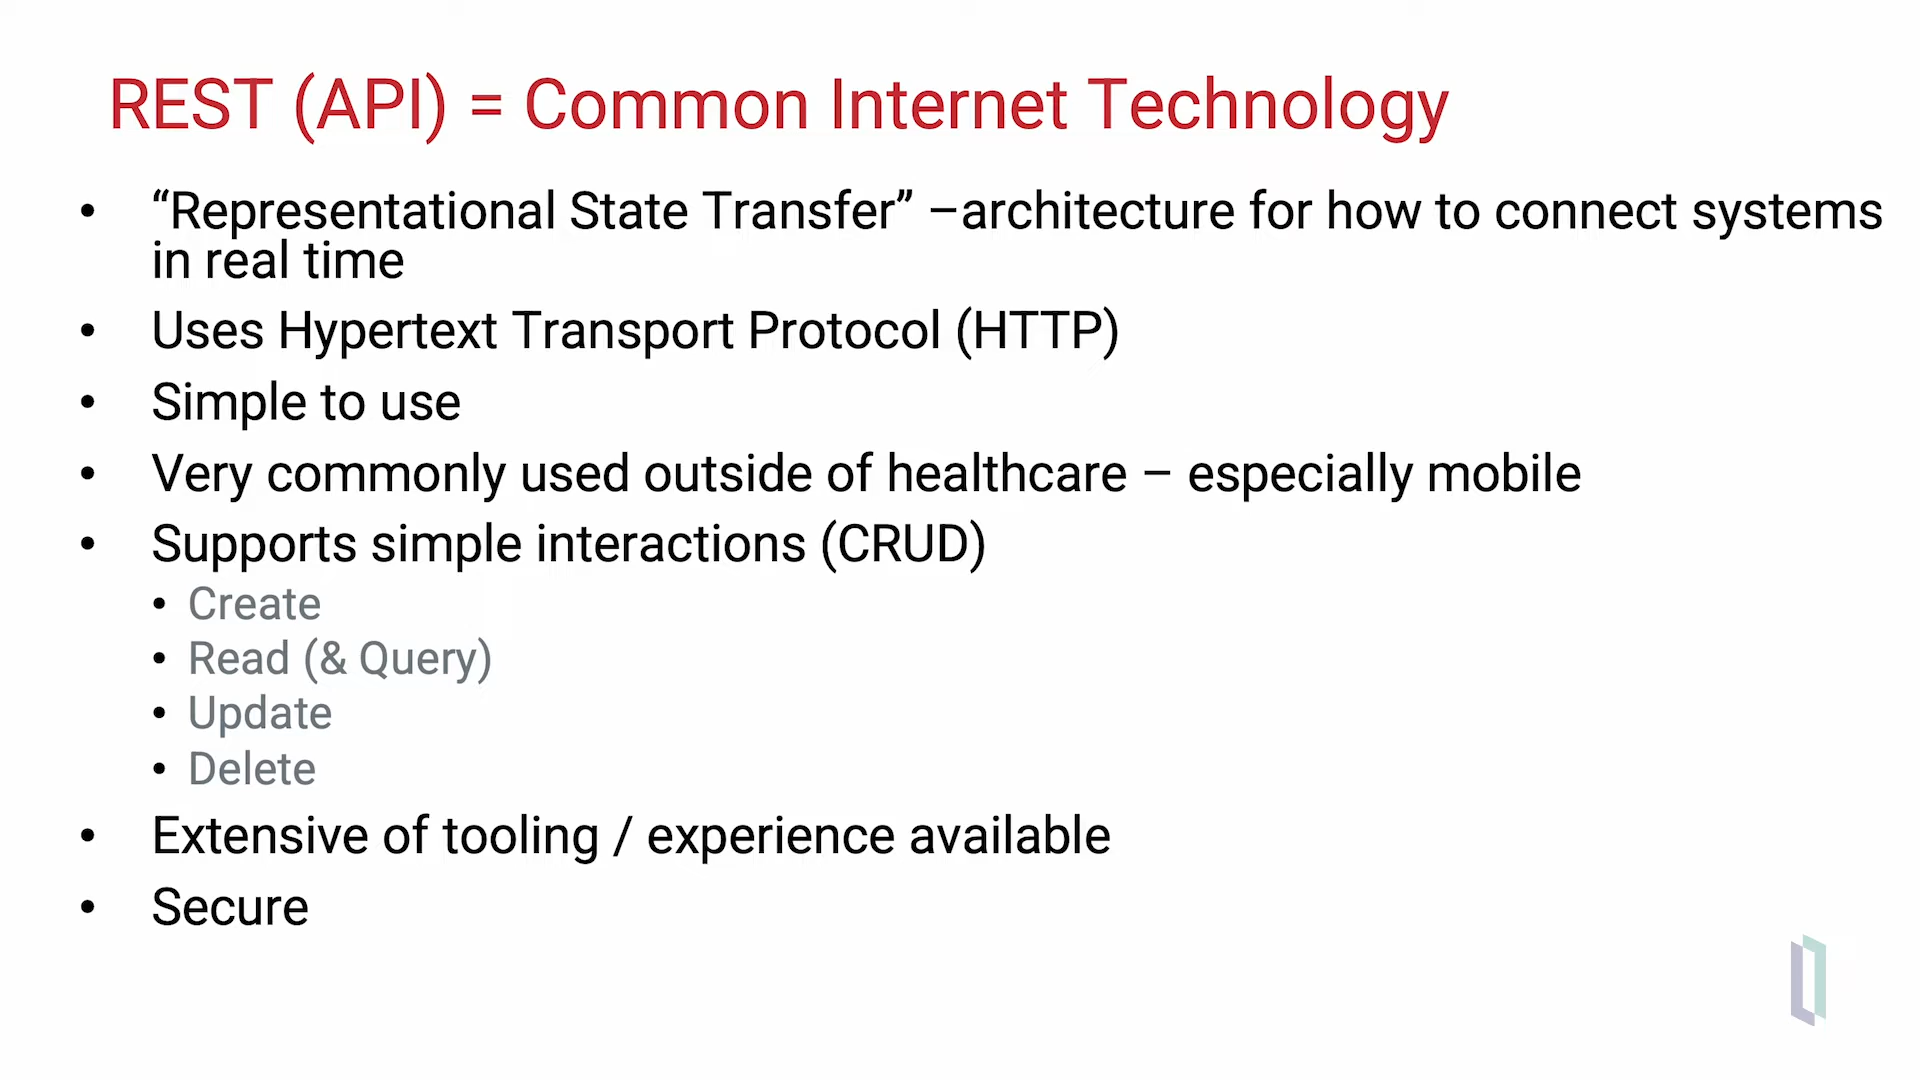 REST (API) = Common Internet Technology
• “Representational State Transfer” –architecture for how to connect systems
in real time
• Uses Hypertext Transport Protocol (HTTP)
• Simple to use
• Very commonly used outside of healthcare – especially mobile
• Supports simple interactions (CRUD)
• Create
• Read (& Query)
• Update
• Delete
• Extensive of tooling / experience available
• Secure